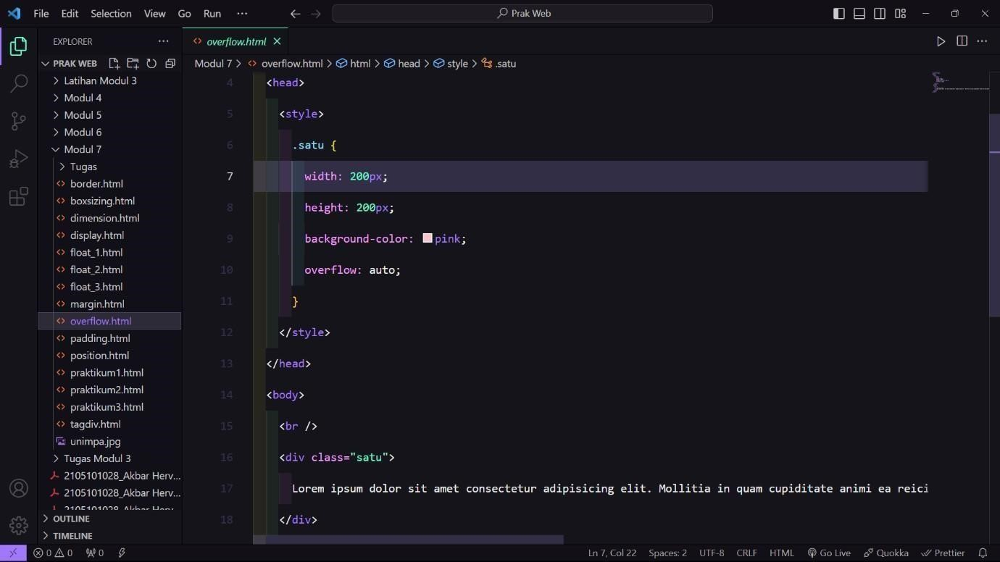 File Edit Selection View Go Run ··· Prak Web
EXPLORER ···
PRAK WEB
Latihan Modul 3
Modul 4
Modul 5
Modul 6
Modul 7
Tugas
border.html
boxsizing.html
dimension.html
display.html
float_1.html
float_2.html
float_3.html
margin.html
overflow.html
padding.html
position.html
praktikum1.html
praktikum2.html
praktikum3.html
tagdiv.html
unimpa.jpg
Tugas Modul 3
2105101028_Akbar Herv...
2105101028_Akbar Herv...
2105101028_Akbar Herv...
OUTLINE
TIMELINE
overflow.html
Modul 7 > overflow.html > html > head > style > .satu
4 <head>
5 <style>
6 .satu {
7 width: 200px;
8 height: 200px;
9 background-color: pink;
10 overflow: auto;
11 }
12 </style>
13 </head>
14 <body>
15 <br />
16 <div class="satu">
17 Lorem ipsum dolor sit amet consectetur adipisicing elit. Mollitia in quam cupiditate animi ea reici
18 </div>
0 0 0 Ln 7, Col 22 Spaces: 2 UTF-8 CRLF HTML Go Live Quokka Prettier